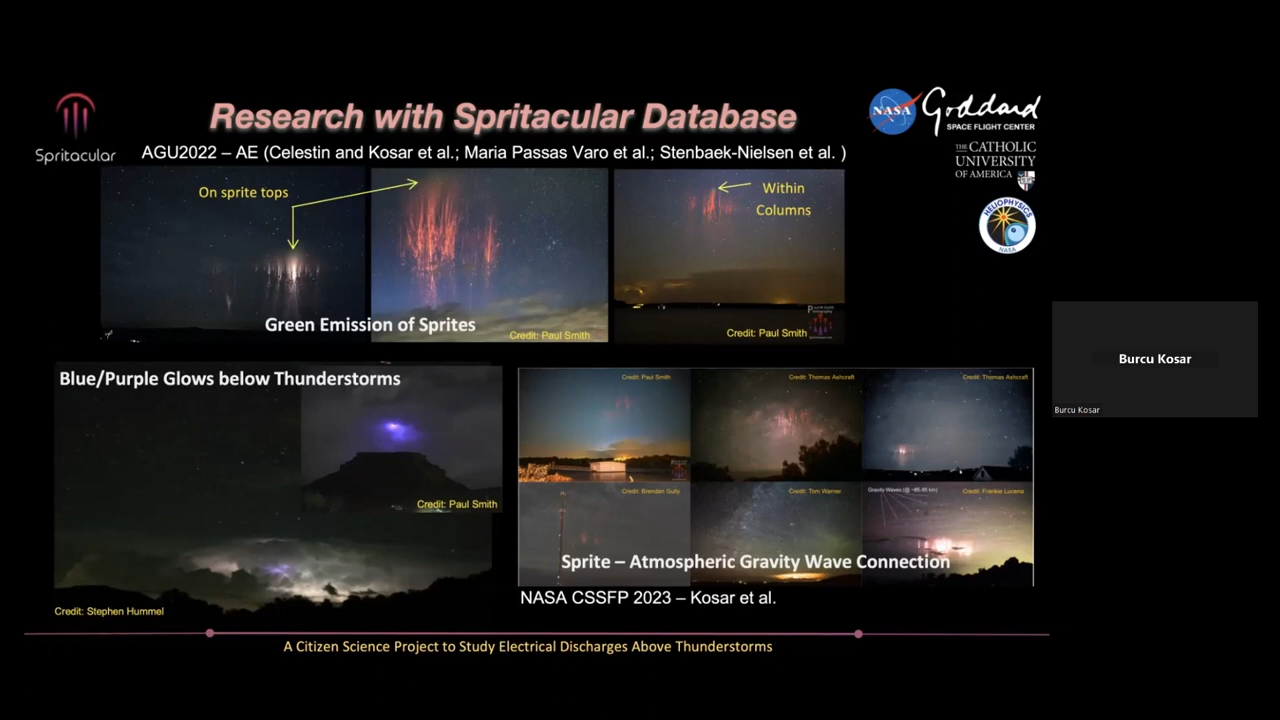 Research with Spritacular Database
Spritacular
NASA Goddard
SPACE FLIGHT CENTER
AGU2022 – AE (Celestin and Kosar et al.; Maria Passas Varo et al.; Stenbaek-Nielsen et al. )
THE CATHOLIC
UNIVERSITY
OF AMERICA
HELIOPHYSICS
NASA
On sprite tops
Within
Columns
Green Emission of Sprites
Credit: Paul Smith
Credit: Paul Smith
Blue/Purple Glows below Thunderstorms
Credit: Paul Smith
Credit: Stephen Hummel
Credit: Paul Smith
Credit: Thomas Ashcraft
Credit: Thomas Ashcraft
Credit: Brendan Gully
Credit: Tom Warner
Gravity Waves (@ ~85-95 km)
Credit: Frankie Lucena
Sprite – Atmospheric Gravity Wave Connection
NASA CSSFP 2023 – Kosar et al.
A Citizen Science Project to Study Electrical Discharges Above Thunderstorms
Burcu Kosar
Burcu Kosar